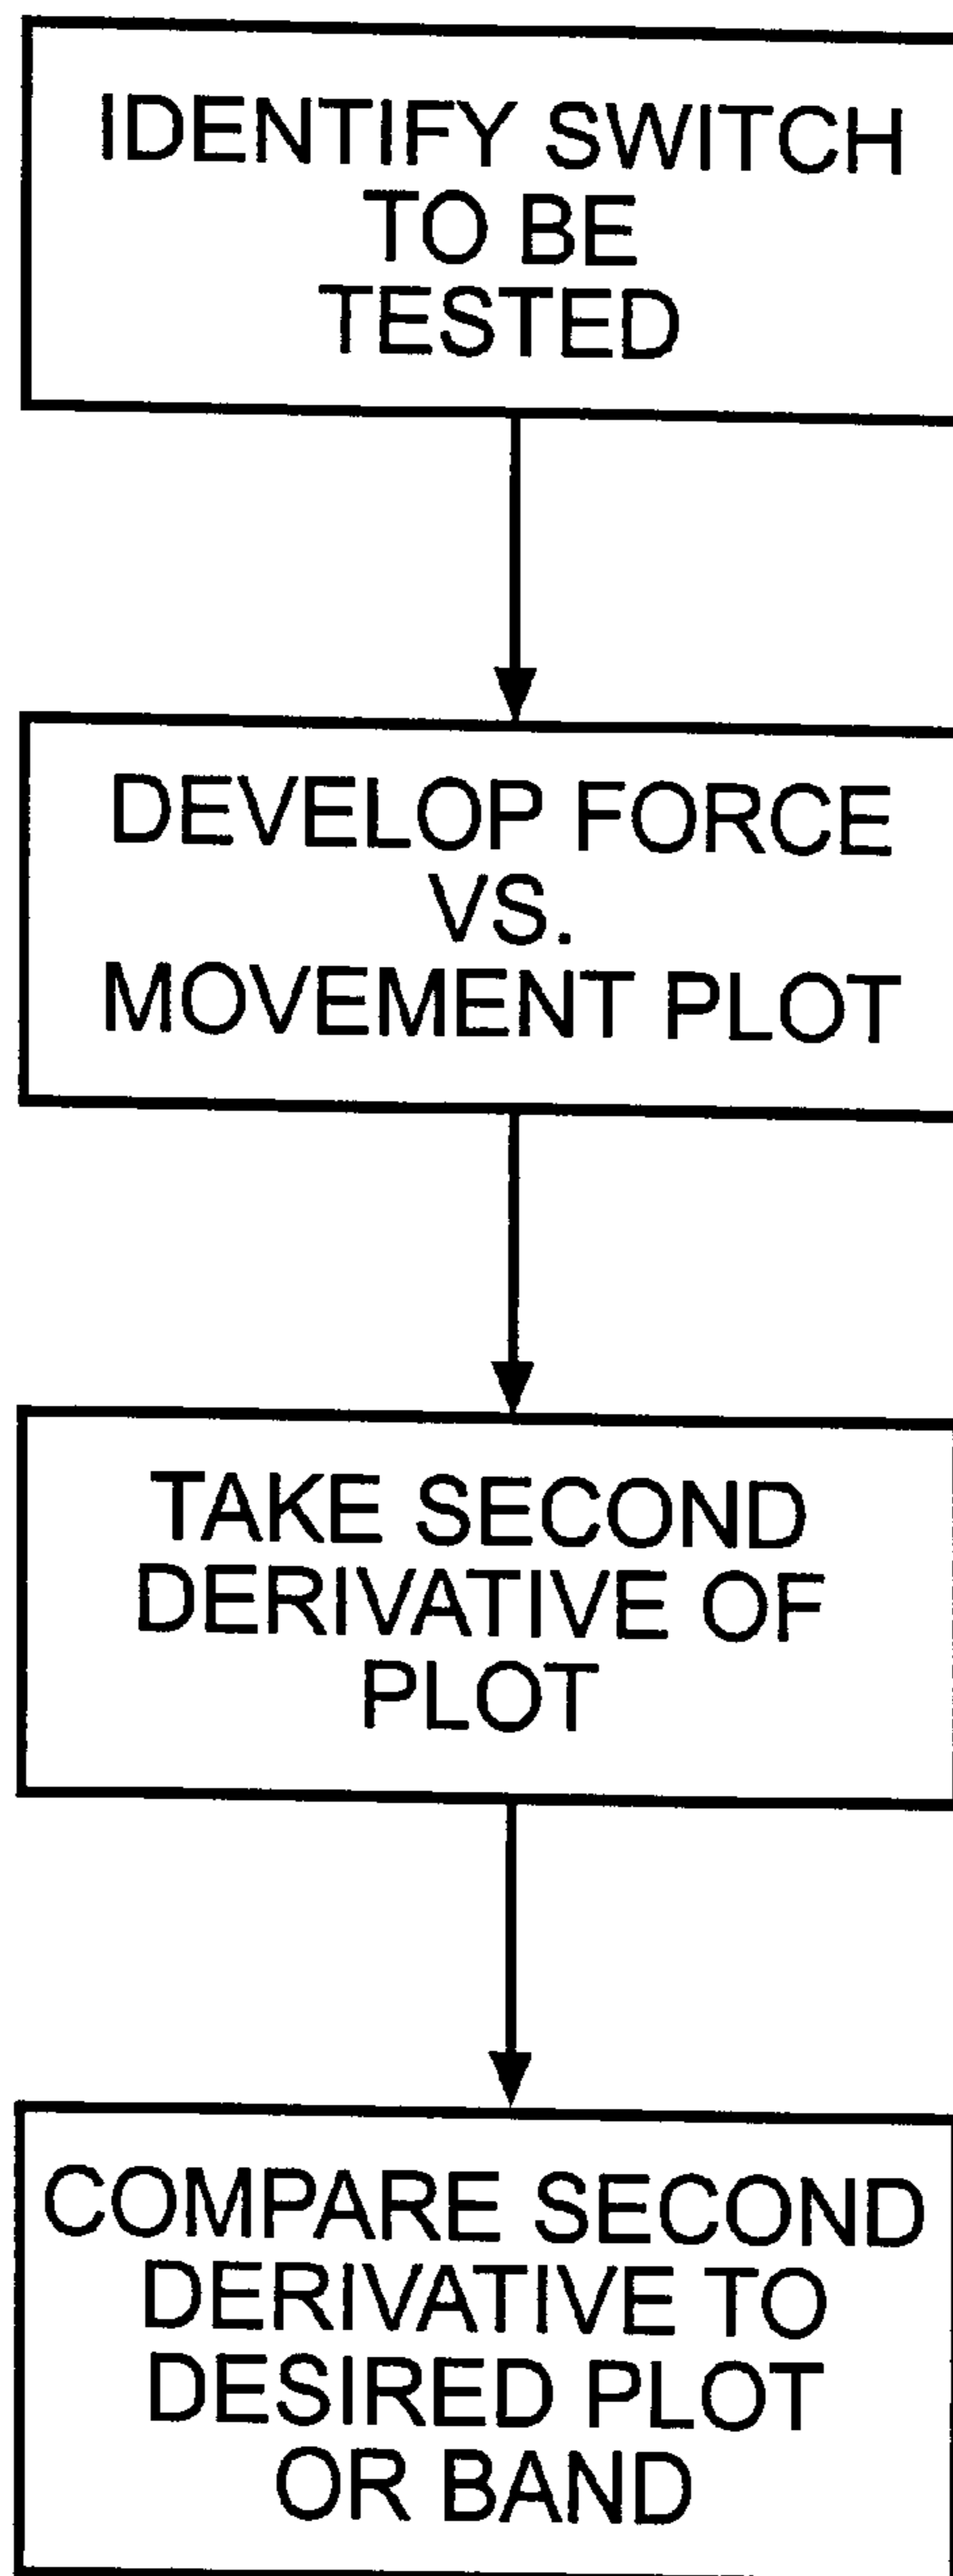 IDENTIFY SWITCH
TO BE
TESTED
DEVELOP FORCE
VS.
MOVEMENT PLOT
TAKE SECOND
DERIVATIVE OF
PLOT
COMPARE SECOND
DERIVATIVE TO
DESIRED PLOT
OR BAND